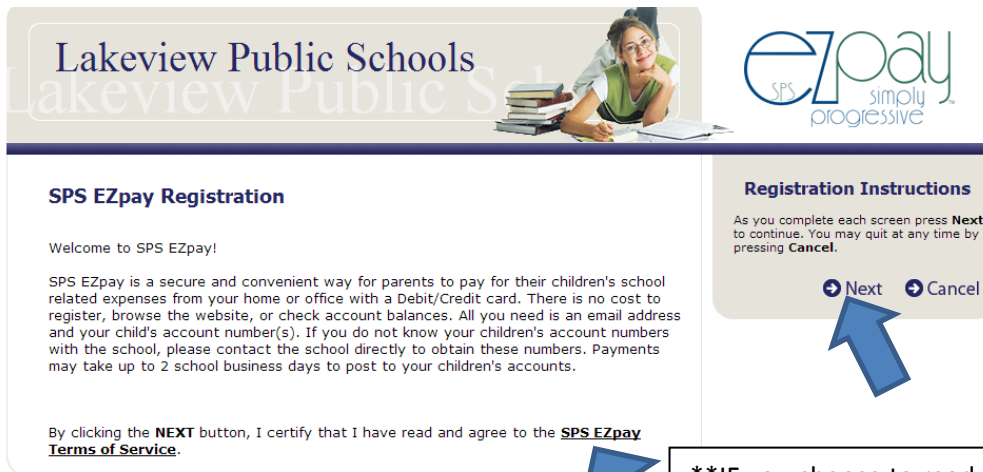 Lakeview Public Schools
Lakeview Public Sch
ezpay
SPS
simply
progressive
SPS EZpay Registration
Welcome to SPS EZpay!
SPS EZpay is a secure and convenient way for parents to pay for their children's school
related expenses from your home or office with a Debit/Credit card. There is no cost to
register, browse the website, or check account balances. All you need is an email address
and your child's account number(s). If you do not know your children's account numbers
with the school, please contact the school directly to obtain these numbers. Payments
may take up to 2 school business days to post to your children's accounts.
By clicking the NEXT button, I certify that I have read and agree to the SPS EZpay
Terms of Service.
Registration Instructions
As you complete each screen press Next
to continue. You may quit at any time by
pressing Cancel.
Next Cancel